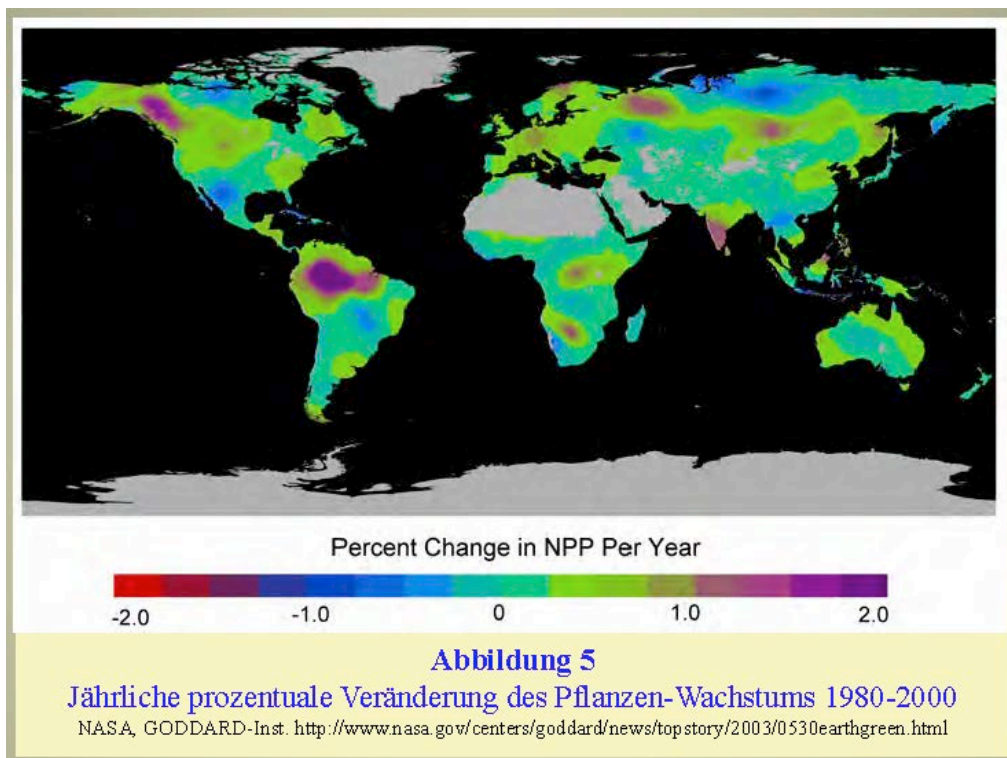 Percent Change in NPP Per Year
-2.0 -1.0 0 1.0 2.0
Abbildung 5
Jährliche prozentuale Veränderung des Pflanzen-Wachstums 1980-2000
NASA, GODDARD-Inst. http://www.nasa.gov/centers/goddard/news/topstory/2003/0530earthgreen.html